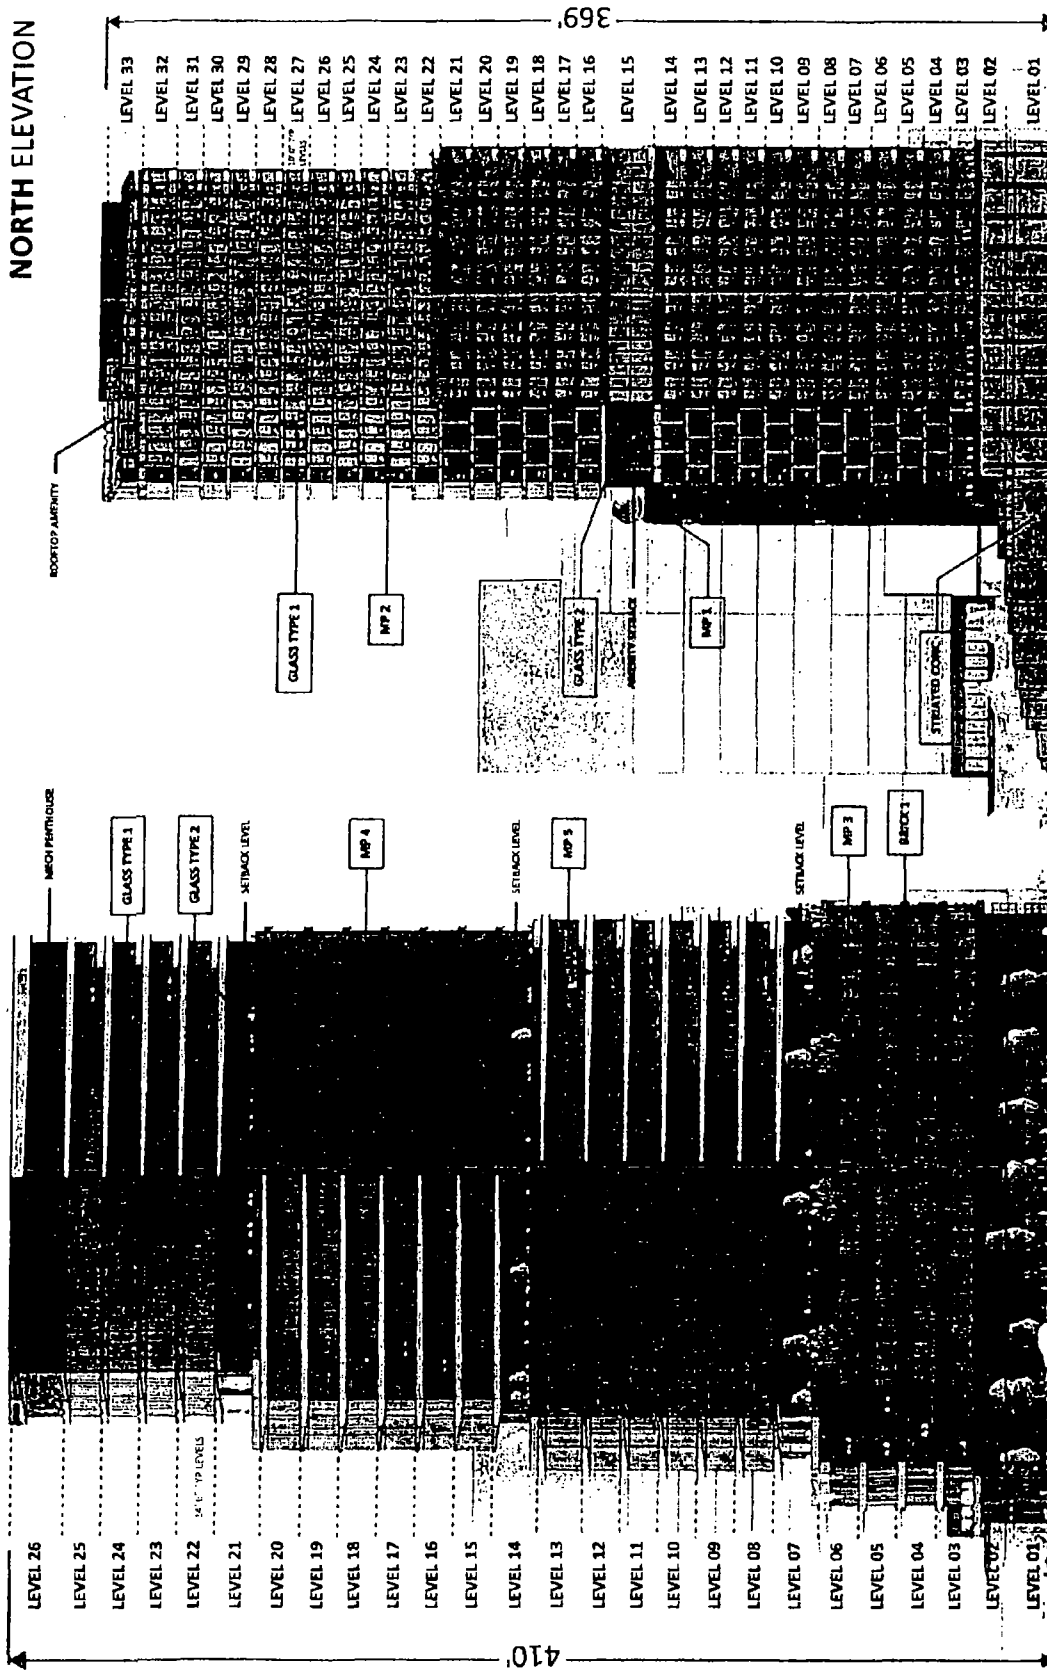 NORTH ELEVATION
410'
LEVEL 26
LEVEL 25
LEVEL 24
LEVEL 23
LEVEL 22
LEVEL 21
LEVEL 20
LEVEL 19
LEVEL 18
LEVEL 17
LEVEL 16
LEVEL 15
LEVEL 14
LEVEL 13
LEVEL 12
LEVEL 11
LEVEL 10
LEVEL 09
LEVEL 08
LEVEL 07
LEVEL 06
LEVEL 05
LEVEL 04
LEVEL 03
LEVEL 02
LEVEL 01
TYP LEVELS
MECH PENTHOUSE
GLASS TYPE 1
GLASS TYPE 2
SETBACK LEVEL
MP 4
SETBACK LEVEL
MP 5
SETBACK LEVEL
MP 3
BRICK 1
ROOFTOP AMENITY
GLASS TYPE 1
MP 2
GLASS TYPE 2
AMENITY SETBACK
MP 1
STRIATED CONC.
369'
LEVEL 33
LEVEL 32
LEVEL 31
LEVEL 30
LEVEL 29
LEVEL 28
LEVEL 27
LEVEL 26
LEVEL 25
LEVEL 24
LEVEL 23
LEVEL 22
LEVEL 21
LEVEL 20
LEVEL 19
LEVEL 18
LEVEL 17
LEVEL 16
LEVEL 15
LEVEL 14
LEVEL 13
LEVEL 12
LEVEL 11
LEVEL 10
LEVEL 09
LEVEL 08
LEVEL 07
LEVEL 06
LEVEL 05
LEVEL 04
LEVEL 03
LEVEL 02
LEVEL 01
TYP
LEVELS